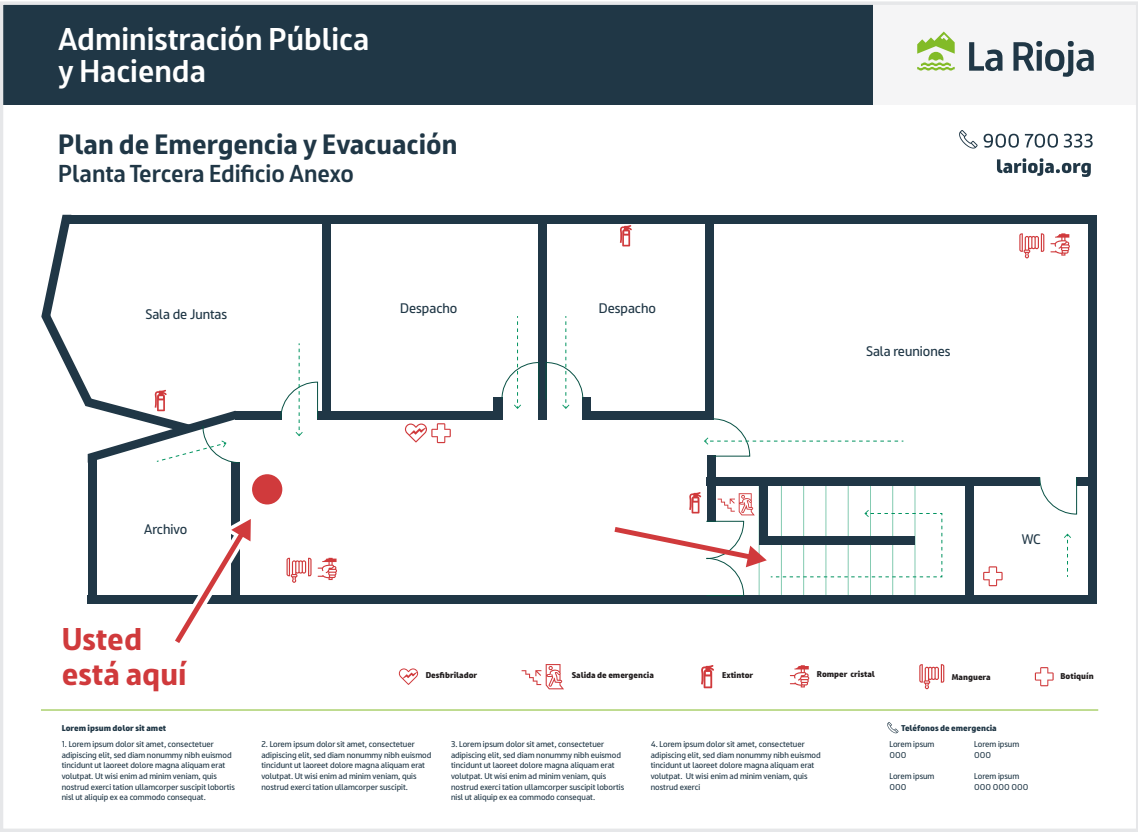 Administración Pública
y Hacienda
La Rioja
Plan de Emergencia y Evacuación
Planta Tercera Edificio Anexo
900 700 333
larioja.org
Sala de Juntas
Despacho
Despacho
Sala reuniones
Archivo
WC
Usted
está aquí
Desfibrilador
Salida de emergencia
Extintor
Romper cristal
Manguera
Botiquín
Lorem ipsum dolor sit amet
1. Lorem ipsum dolor sit amet, consectetuer
adipiscing elit, sed diam nonummy nibh euismod
tincidunt ut laoreet dolore magna aliquam erat
volutpat. Ut wisi enim ad minim veniam, quis
nostrud exerci tation ullamcorper suscipit lobortis
nisl ut aliquip ex ea commodo consequat.
2. Lorem ipsum dolor sit amet, consectetuer
adipiscing elit, sed diam nonummy nibh euismod
tincidunt ut laoreet dolore magna aliquam erat
volutpat. Ut wisi enim ad minim veniam, quis
nostrud exerci tation ullamcorper suscipit.
3. Lorem ipsum dolor sit amet, consectetuer
adipiscing elit, sed diam nonummy nibh euismod
tincidunt ut laoreet dolore magna aliquam erat
volutpat. Ut wisi enim ad minim veniam, quis
nostrud exerci tation ullamcorper suscipit lobortis
nisl ut aliquip ex ea commodo consequat.
4. Lorem ipsum dolor sit amet, consectetuer
adipiscing elit, sed diam nonummy nibh euismod
tincidunt ut laoreet dolore magna aliquam erat
volutpat. Ut wisi enim ad minim veniam, quis
nostrud exerci
Teléfonos de emergencia
Lorem ipsum
000
Lorem ipsum
000
Lorem ipsum
000
Lorem ipsum
000 000 000